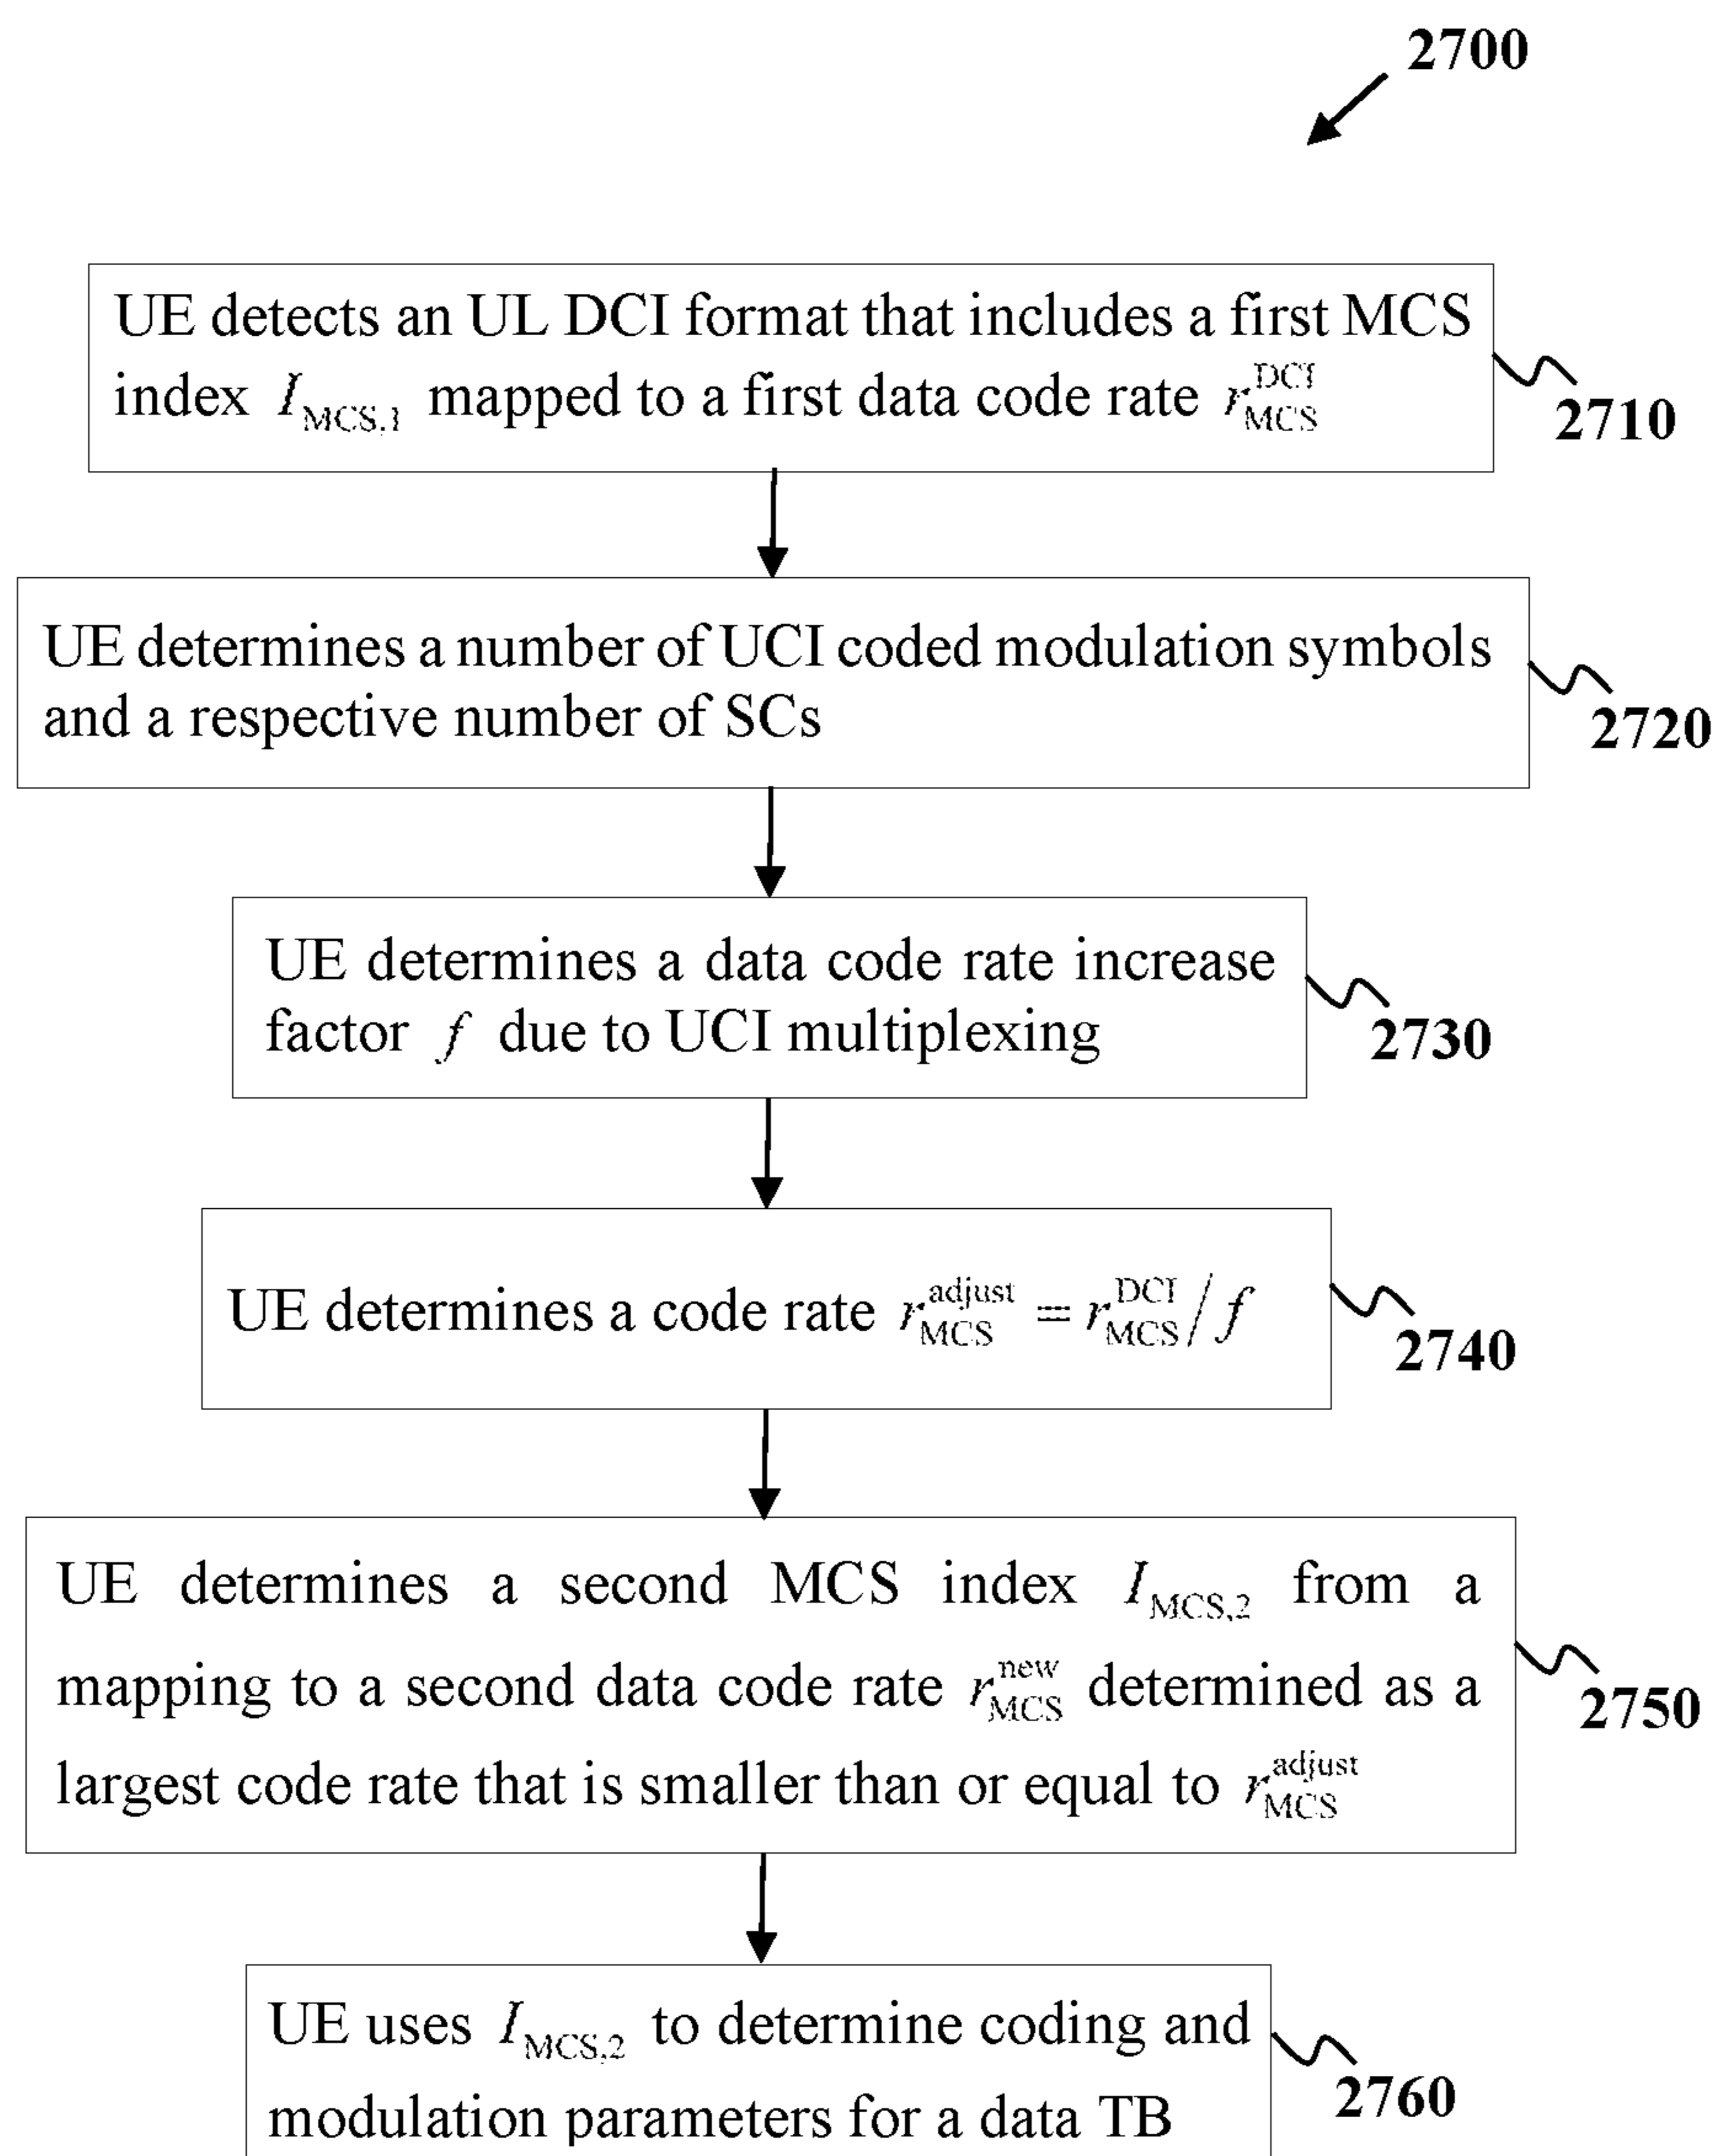 2700
UE detects an UL DCI format that includes a first MCS
index I_MCS,1 mapped to a first data code rate r_MCS^DCI
2710
UE determines a number of UCI coded modulation symbols
and a respective number of SCs
2720
UE determines a data code rate increase
factor f due to UCI multiplexing
2730
UE determines a code rate r_MCS^adjust = r_MCS^DCI / f
2740
UE determines a second MCS index I_MCS,2 from a
mapping to a second data code rate r_MCS^new determined as a
largest code rate that is smaller than or equal to r_MCS^adjust
2750
UE uses I_MCS,2 to determine coding and
modulation parameters for a data TB
2760